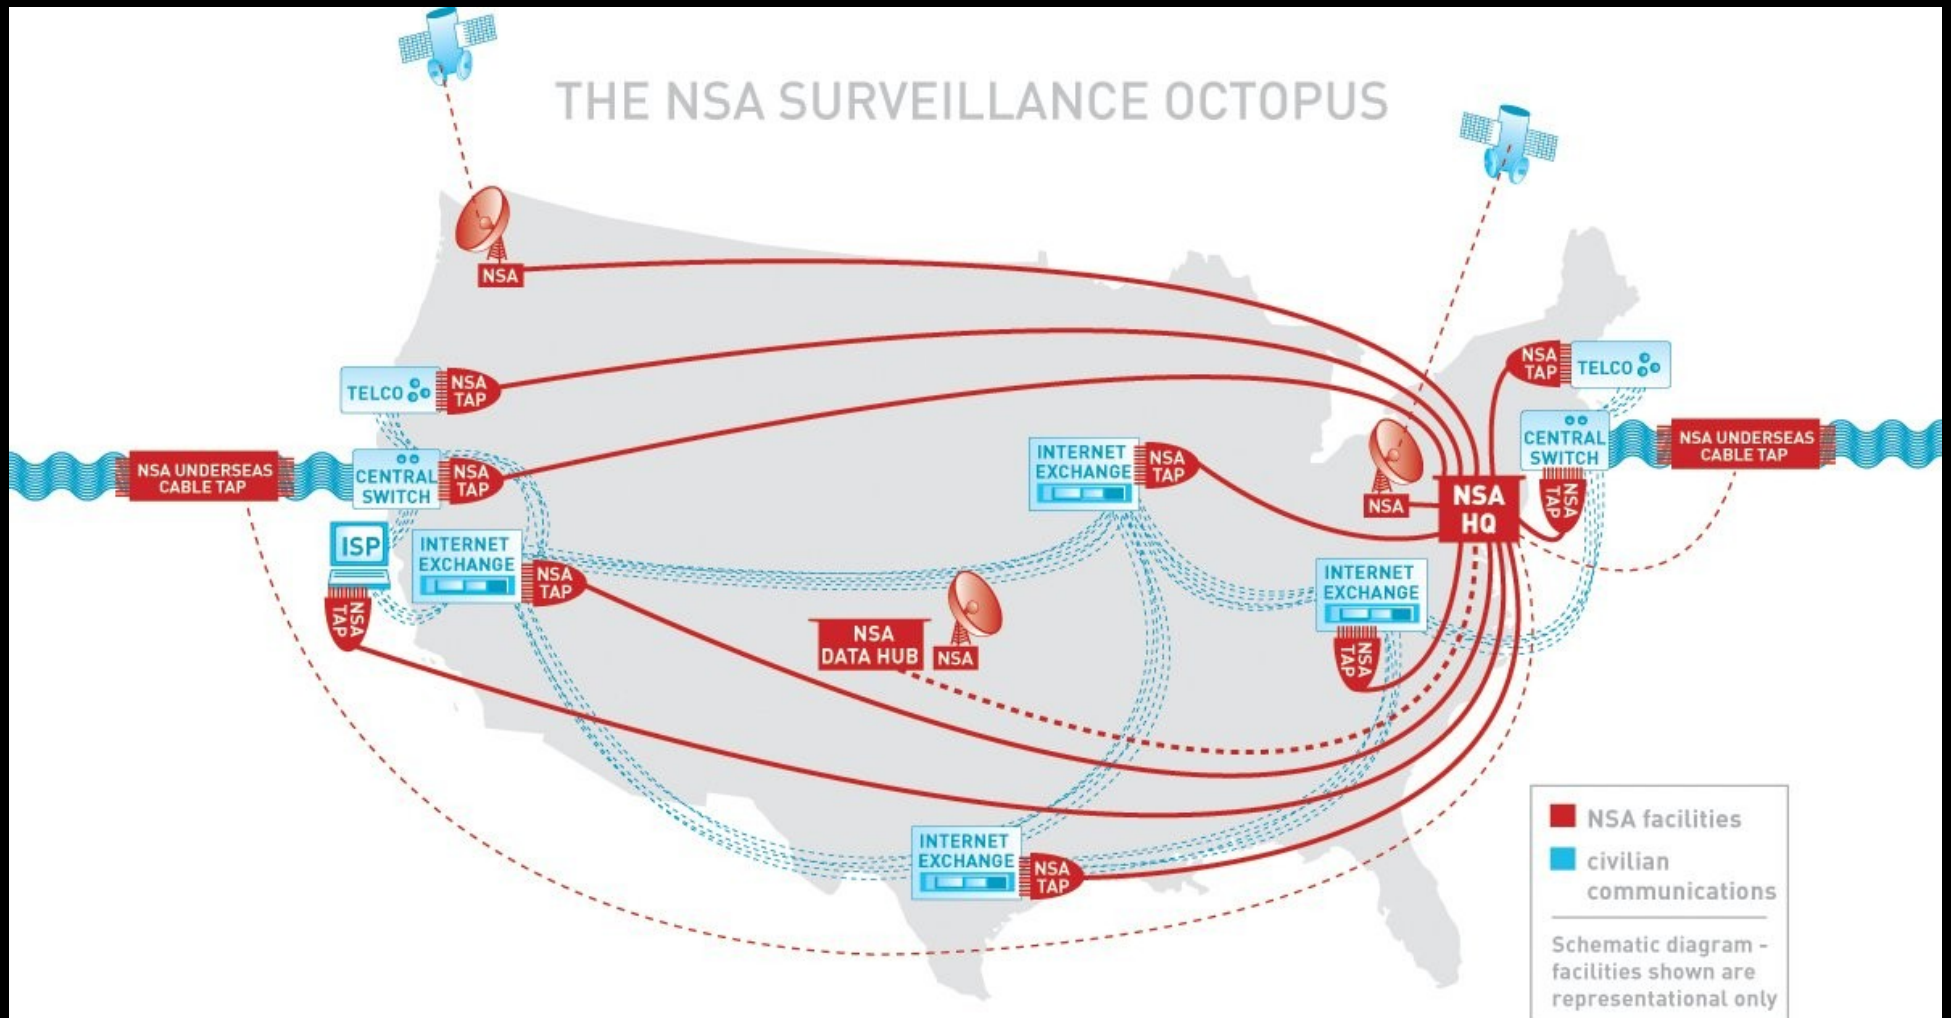 THE NSA SURVEILLANCE OCTOPUS
NSA
TELCO
NSA
TAP
NSA
TAP
TELCO
NSA UNDERSEAS
CABLE TAP
CENTRAL
SWITCH
NSA
TAP
INTERNET
EXCHANGE
NSA
TAP
NSA
NSA
HQ
CENTRAL
SWITCH
NSA
TAP
NSA UNDERSEAS
CABLE TAP
ISP
NSA
TAP
INTERNET
EXCHANGE
NSA
TAP
NSA
DATA HUB
NSA
INTERNET
EXCHANGE
NSA
TAP
INTERNET
EXCHANGE
NSA
TAP
NSA facilities
civilian
communications
Schematic diagram -
facilities shown are
representational only